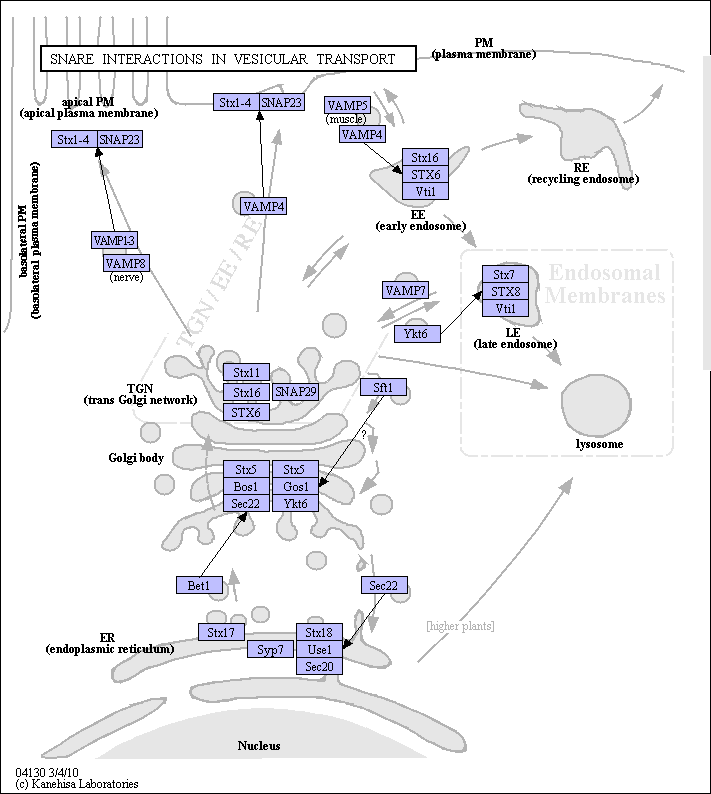 SNARE INTERACTIONS IN VESICULAR TRANSPORT
PM
(plasma membrane)
apical PM
(apical plasma membrane)
Stx1-4 SNAP23
Stx1-4 SNAP23
VAMP5
(muscle)
VAMP4
Stx16
STX6
Vti1
EE
(early endosome)
RE
(recycling endosome)
basolateral PM
(basolateral plasma membrane)
VAMP4
VAMP1-3
VAMP8
(nerve)
TGN / EE / RE
Endosomal
Membranes
Stx7
STX8
Vti1
LE
(late endosome)
VAMP7
Ykt6
lysosome
TGN
(trans Golgi network)
Stx11
Stx16 SNAP29
STX6
Sft1
?
Golgi body
Stx5 Stx5
Bos1 Gos1
Sec22 Ykt6
Bet1
Sec22
[higher plants]
ER
(endoplasmic reticulum)
Stx17
Syp7
Stx18
Use1
Sec20
Nucleus
04130 3/4/10
(c) Kanehisa Laboratories